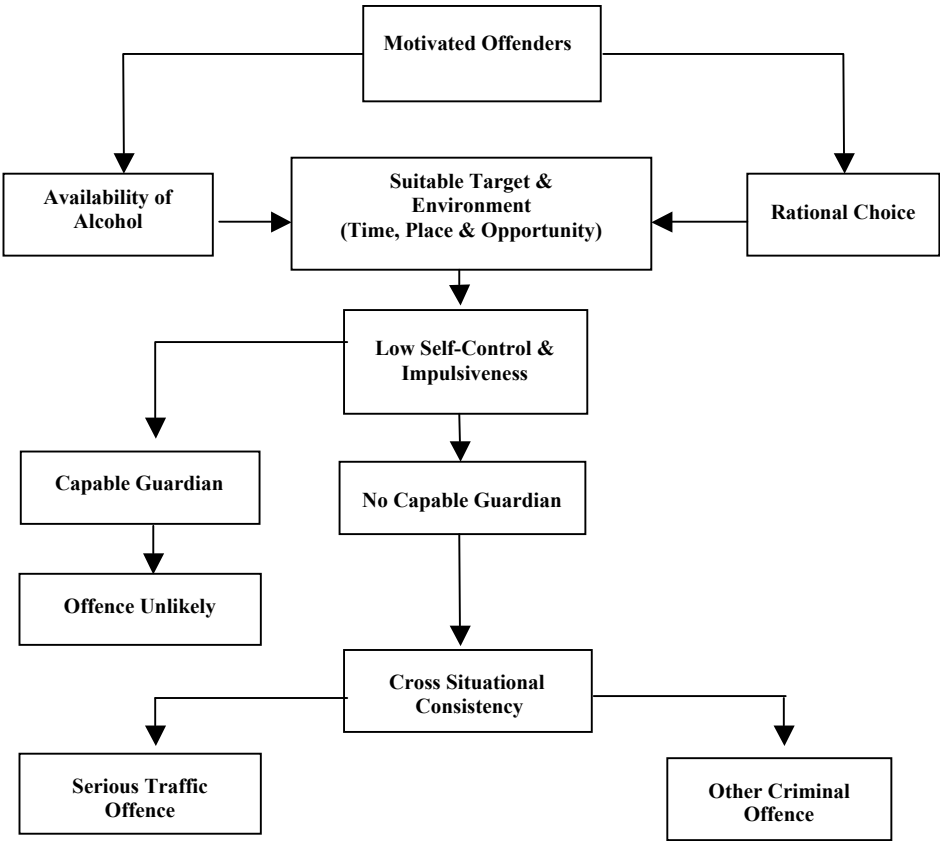 Motivated Offenders
Availability of
Alcohol
Suitable Target &
Environment
(Time, Place & Opportunity)
Rational Choice
Low Self-Control &
Impulsiveness
Capable Guardian
No Capable Guardian
Offence Unlikely
Cross Situational
Consistency
Serious Traffic
Offence
Other Criminal
Offence